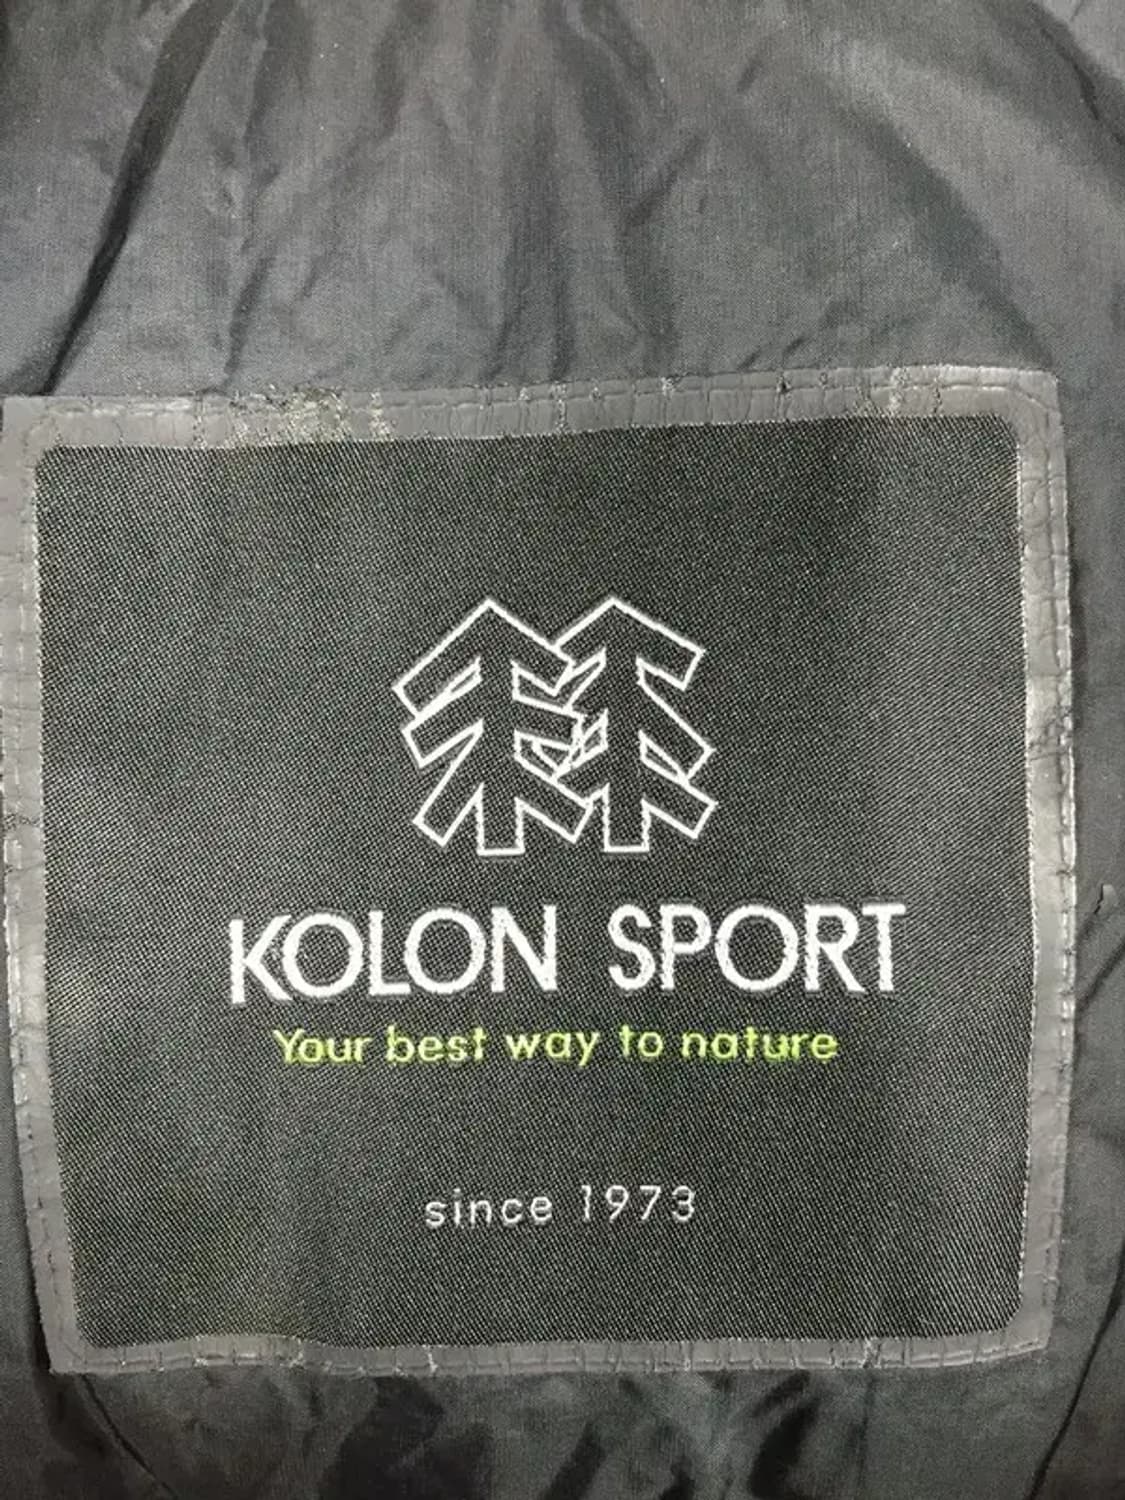 KOLON SPORT
Your best way to nature
since 1973